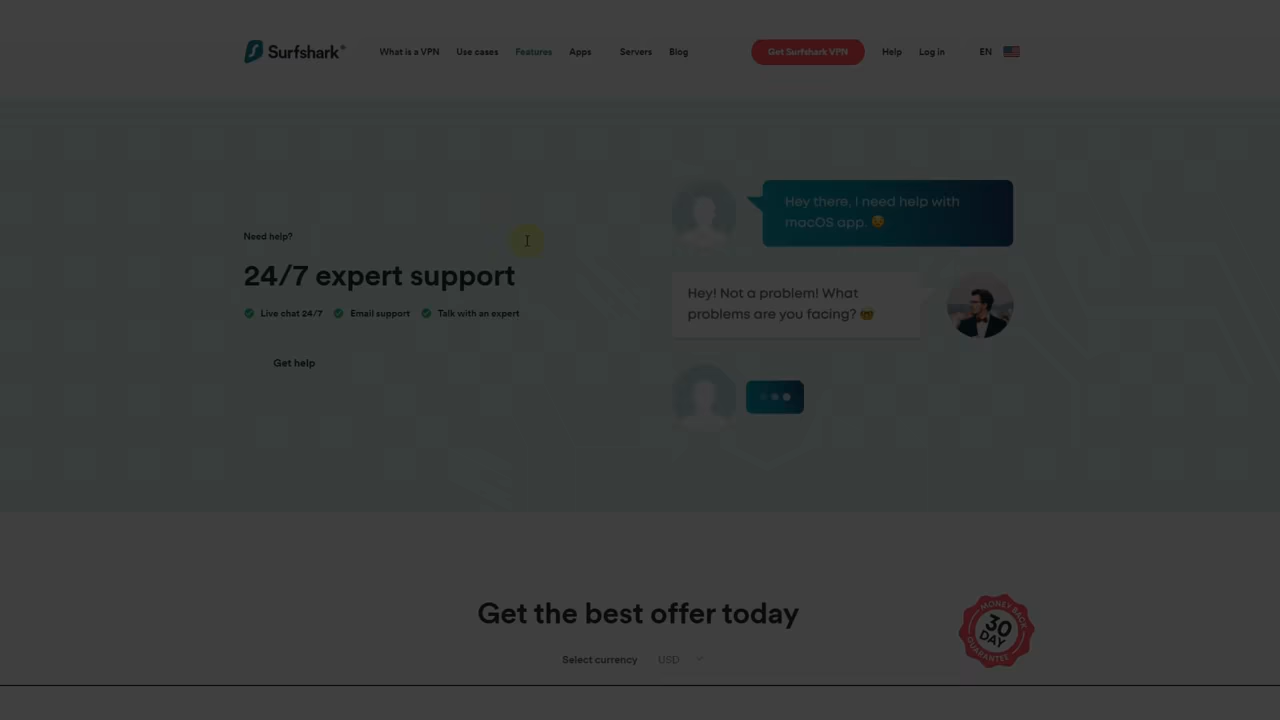 Surfshark®
What is a VPN Use cases Features Apps Servers Blog Get Surfshark VPN Help Log in EN
Need help?
24/7 expert support
Live chat 24/7 Email support Talk with an expert
Get help
Hey there, I need help with
macOS app.
Hey! Not a problem! What
problems are you facing?
Get the best offer today
Select currency USD
MONEY BACK
30
DAY
GUARANTEE